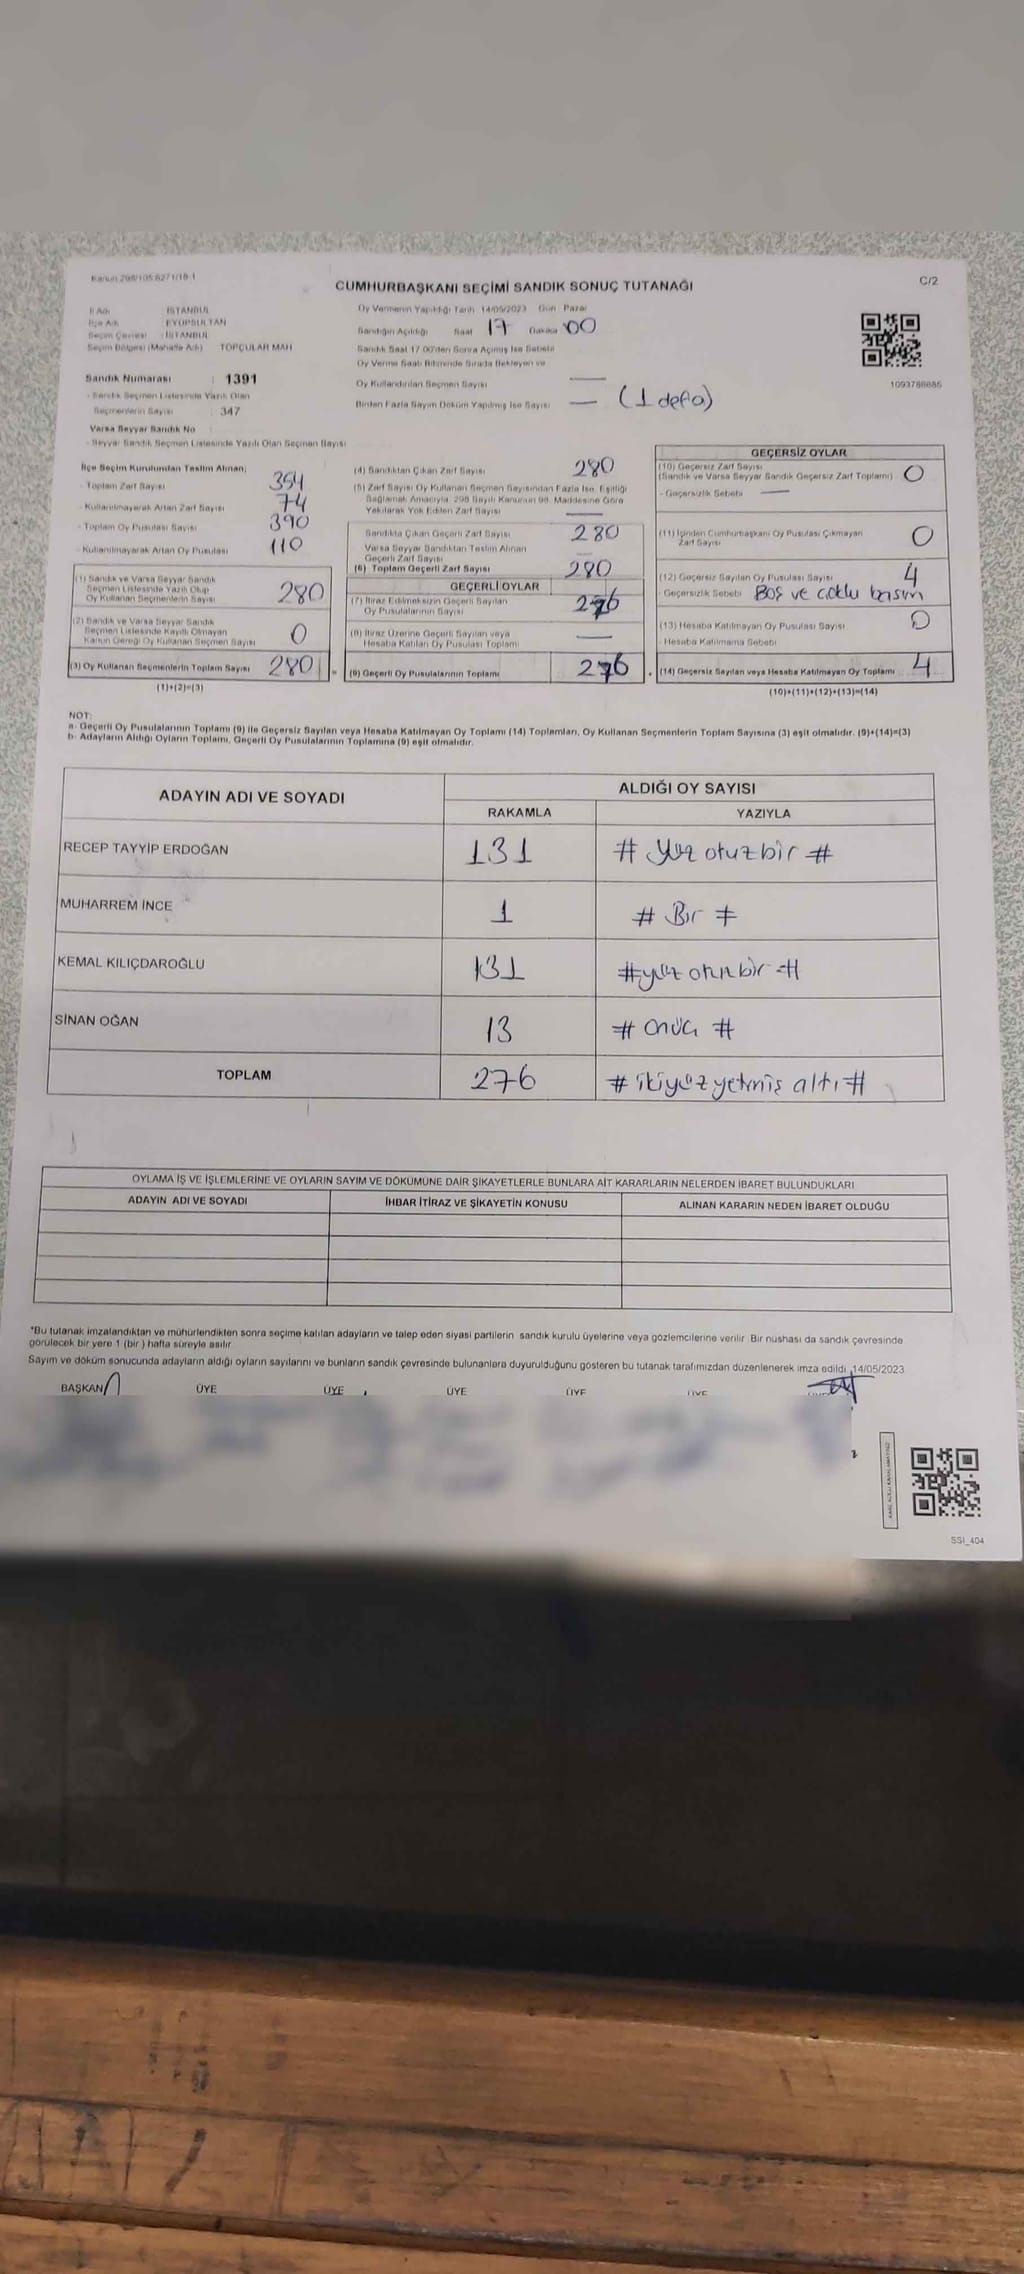 Kanun 298/105.6271/18-1
CUMHURBAŞKANI SEÇİMİ SANDIK SONUÇ TUTANAĞI
C/2
İl Adı : İSTANBUL
İlçe Adı : EYÜPSULTAN
Seçim Çevresi : İSTANBUL
Seçim Bölgesi (Mahalle Adı) TOPÇULAR MAH
Sandık Numarası : 1391
- Sandık Seçmen Listesinde Yazılı Olan
Seçmenlerin Sayısı : 347
Varsa Seyyar Sandık No
- Seyyar Sandık Seçmen Listesinde Yazılı Olan Seçmen Sayısı
Oy Vermenin Yapıldığı Tarih 14/05/2023 Gün Pazar
Sandığın Açıldığı Saat 17 Dakika 00
Sandık Saat 17.00'den Sonra Açılmış İse Sebebi
Oy Verme Saati Bitiminde Sırada Bekleyen ve
Oy Kullandırılan Seçmen Sayısı —
Birden Fazla Sayım Döküm Yapılmış İse Sayısı — (1 defa)
1093788885
İlçe Seçim Kurulundan Teslim Alınan;
- Toplam Zarf Sayısı 354
- Kullanılmayarak Artan Zarf Sayısı 74
- Toplam Oy Pusulası Sayısı 390
- Kullanılmayarak Artan Oy Pusulası 110
(1) Sandık ve Varsa Seyyar Sandık
Seçmen Listesinde Yazılı Olup
Oy Kullanan Seçmenlerin Sayısı 280
(2) Sandık ve Varsa Seyyar Sandık
Seçmen Listesinde Kayıtlı Olmayan
Kanun Gereği Oy Kullanan Seçmen Sayısı 0
(3) Oy Kullanan Seçmenlerin Toplam Sayısı 280
(1)+(2)=(3)
(4) Sandıktan Çıkan Zarf Sayısı 280
(5) Zarf Sayısı Oy Kullanan Seçmen Sayısından Fazla İse, Eşitliği
Sağlamak Amacıyla, 298 Sayılı Kanunun 98. Maddesine Göre
Yakılarak Yok Edilen Zarf Sayısı —
Sandıkta Çıkan Geçerli Zarf Sayısı 280
Varsa Seyyar Sandıktan Teslim Alınan
Geçerli Zarf Sayısı —
(6) Toplam Geçerli Zarf Sayısı 280
GEÇERLİ OYLAR
(7) İtiraz Edilmeksizin Geçerli Sayılan
Oy Pusulalarının Sayısı 276
(8) İtiraz Üzerine Geçerli Sayılan veya
Hesaba Katılan Oy Pusulası Toplamı —
(9) Geçerli Oy Pusulalarının Toplamı 276
GEÇERSİZ OYLAR
(10) Geçersiz Zarf Sayısı
(Sandık ve Varsa Seyyar Sandık Geçersiz Zarf Toplamı) 0
- Geçersizlik Sebebi —
(11) İçinden Cumhurbaşkanı Oy Pusulası Çıkmayan
Zarf Sayısı 0
(12) Geçersiz Sayılan Oy Pusulası Sayısı 4
- Geçersizlik Sebebi Boş ve çoklu basım
(13) Hesaba Katılmayan Oy Pusulası Sayısı 0
- Hesaba Katılmama Sebebi
(14) Geçersiz Sayılan veya Hesaba Katılmayan Oy Toplamı 4
(10)+(11)+(12)+(13)=(14)
NOT:
a- Geçerli Oy Pusulalarının Toplamı (9) ile Geçersiz Sayılan veya Hesaba Katılmayan Oy Toplamı (14) Toplamları, Oy Kullanan Seçmenlerin Toplam Sayısına (3) eşit olmalıdır. (9)+(14)=(3)
b- Adayların Aldığı Oyların Toplamı, Geçerli Oy Pusulalarının Toplamına (9) eşit olmalıdır.
ADAYIN ADI VE SOYADI
ALDIĞI OY SAYISI
RAKAMLA YAZIYLA
RECEP TAYYİP ERDOĞAN 131 # yüz otuzbir #
MUHARREM İNCE 1 # Bir #
KEMAL KILIÇDAROĞLU 131 # yüz otuzbir #
SİNAN OĞAN 13 # onüç #
TOPLAM 276 # ikiyüzyetmiş altı #
OYLAMA İŞ VE İŞLEMLERİNE VE OYLARIN SAYIM VE DÖKÜMÜNE DAİR ŞİKAYETLERLE BUNLARA AİT KARARLARIN NELERDEN İBARET BULUNDUKLARI
ADAYIN ADI VE SOYADI İHBAR İTİRAZ VE ŞİKAYETİN KONUSU ALINAN KARARIN NEDEN İBARET OLDUĞU
*Bu tutanak imzalandıktan ve mühürlendikten sonra seçime katılan adayların ve talep eden siyasi partilerin sandık kurulu üyelerine veya gözlemcilerine verilir. Bir nüshası da sandık çevresinde
görülecek bir yere 1 (bir) hafta süreyle asılır.
Sayım ve döküm sonucunda adayların aldığı oyların sayılarını ve bunların sandık çevresinde bulunanlara duyurulduğunu gösteren bu tutanak tarafımızdan düzenlenerek imza edildi. 14/05/2023
BAŞKAN ÜYE ÜYE ÜYE ÜYE ÜYE
SSI_404